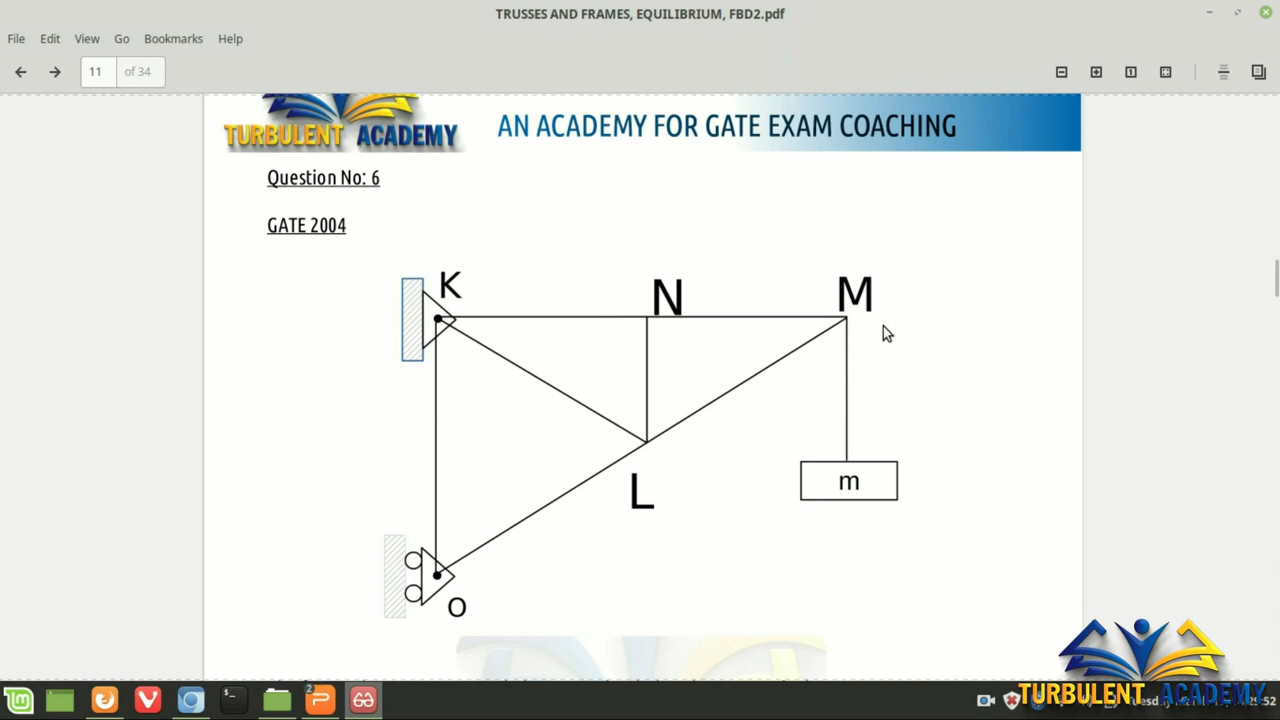 TRUSSES AND FRAMES, EQUILIBRIUM, FBD2.pdf
File Edit View Go Bookmarks Help
11 of 34
TURBULENT ACADEMY
AN ACADEMY FOR GATE EXAM COACHING
Question No: 6
GATE 2004
K
N
M
L
m
O
2
TURBULENT ACADEMY